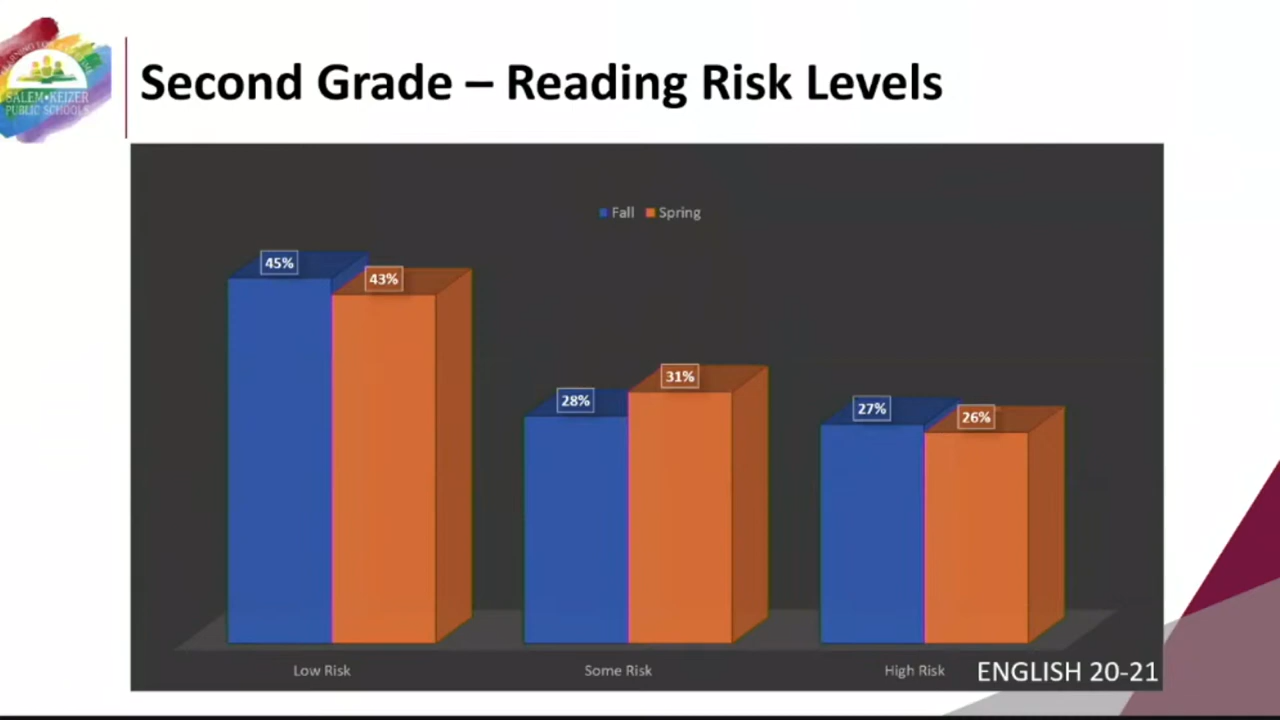 SALEM•KEIZER
PUBLIC SCHOOLS
Second Grade – Reading Risk Levels
Fall
Spring
45%
43%
28%
31%
27%
26%
Low Risk
Some Risk
High Risk
ENGLISH 20-21